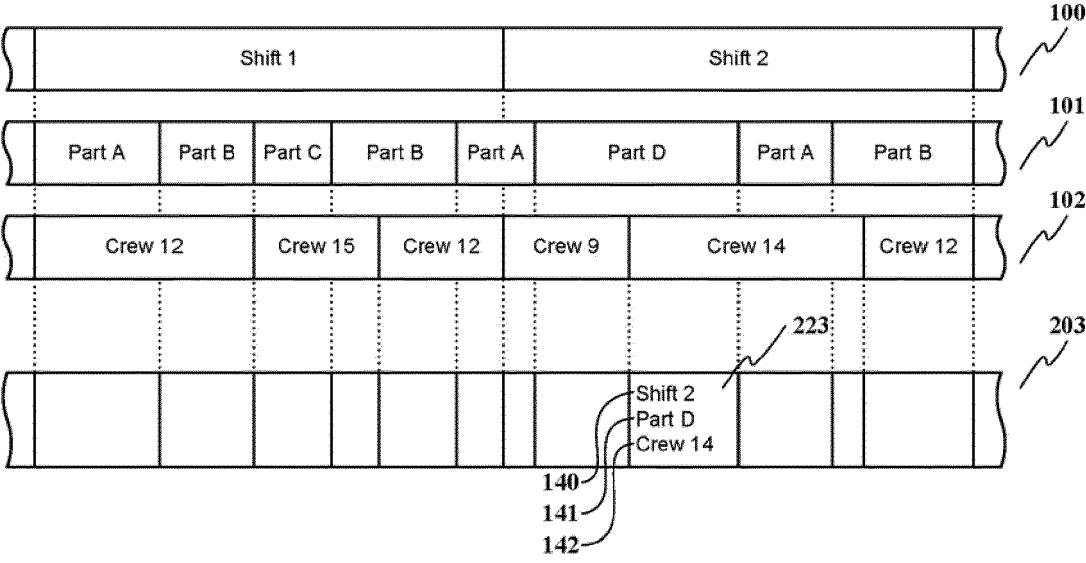 100
Shift 1 Shift 2
101
Part A Part B Part C Part B Part A Part D Part A Part B
102
Crew 12 Crew 15 Crew 12 Crew 9 Crew 14 Crew 12
223 203
Shift 2
Part D
Crew 14
140
141
142